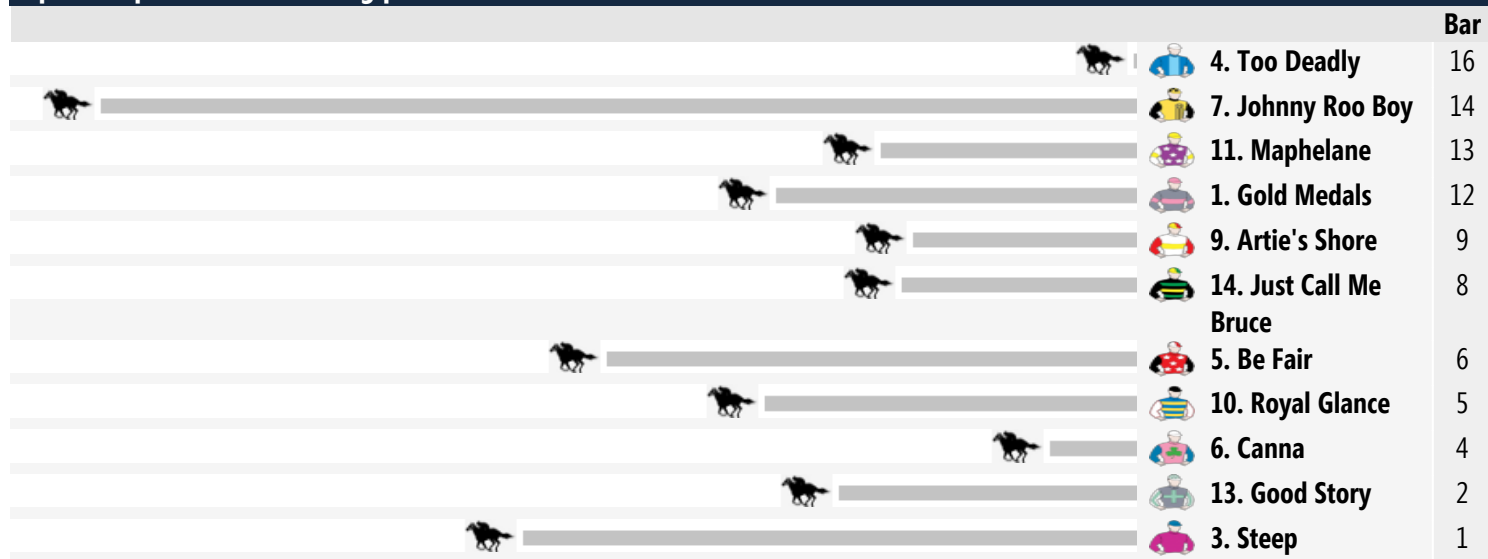 Bar
4. Too Deadly 16
7. Johnny Roo Boy 14
11. Maphelane 13
1. Gold Medals 12
9. Artie's Shore 9
14. Just Call Me 8
Bruce
5. Be Fair 6
10. Royal Glance 5
6. Canna 4
13. Good Story 2
3. Steep 1